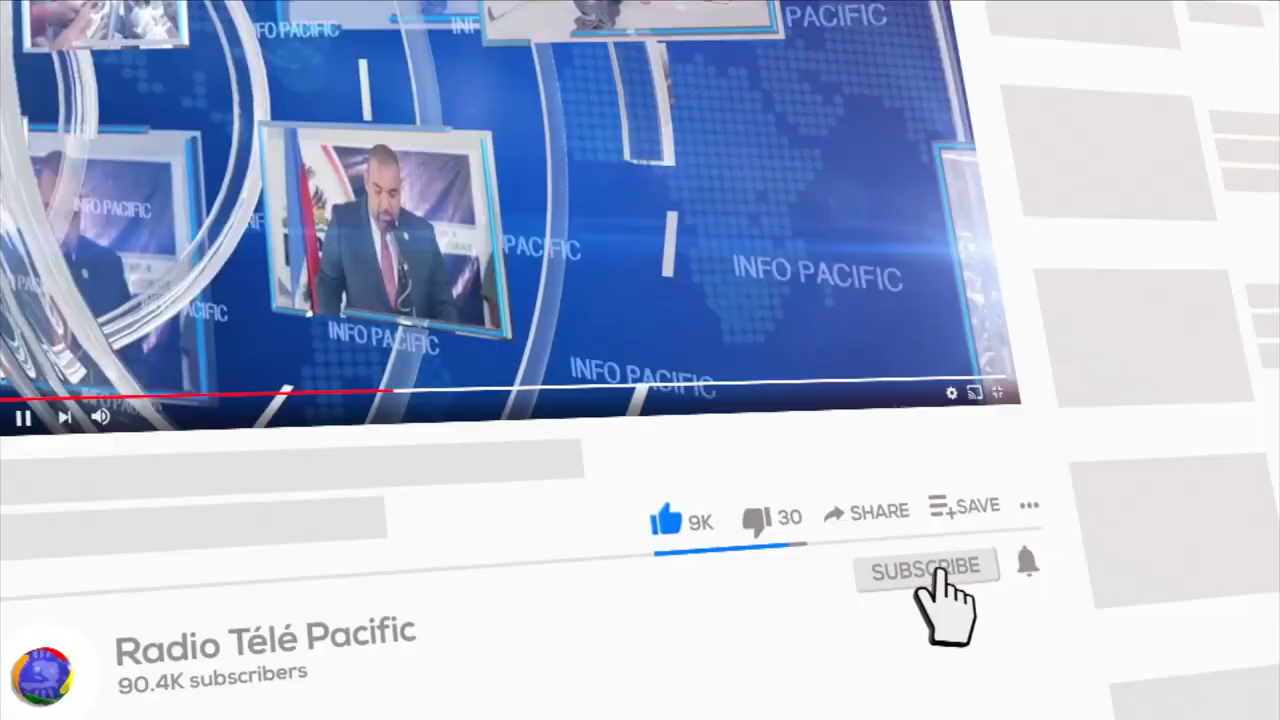 INFO PACIFIC
INF
PACIFIC
INFO PACIFIC
PACIFIC
INFO PACIFIC
INFO PACIFIC
INFO PACIFIC
9K
30
SHARE
SAVE
SUBSCRIBE
Radio Télé Pacific
90.4K subscribers